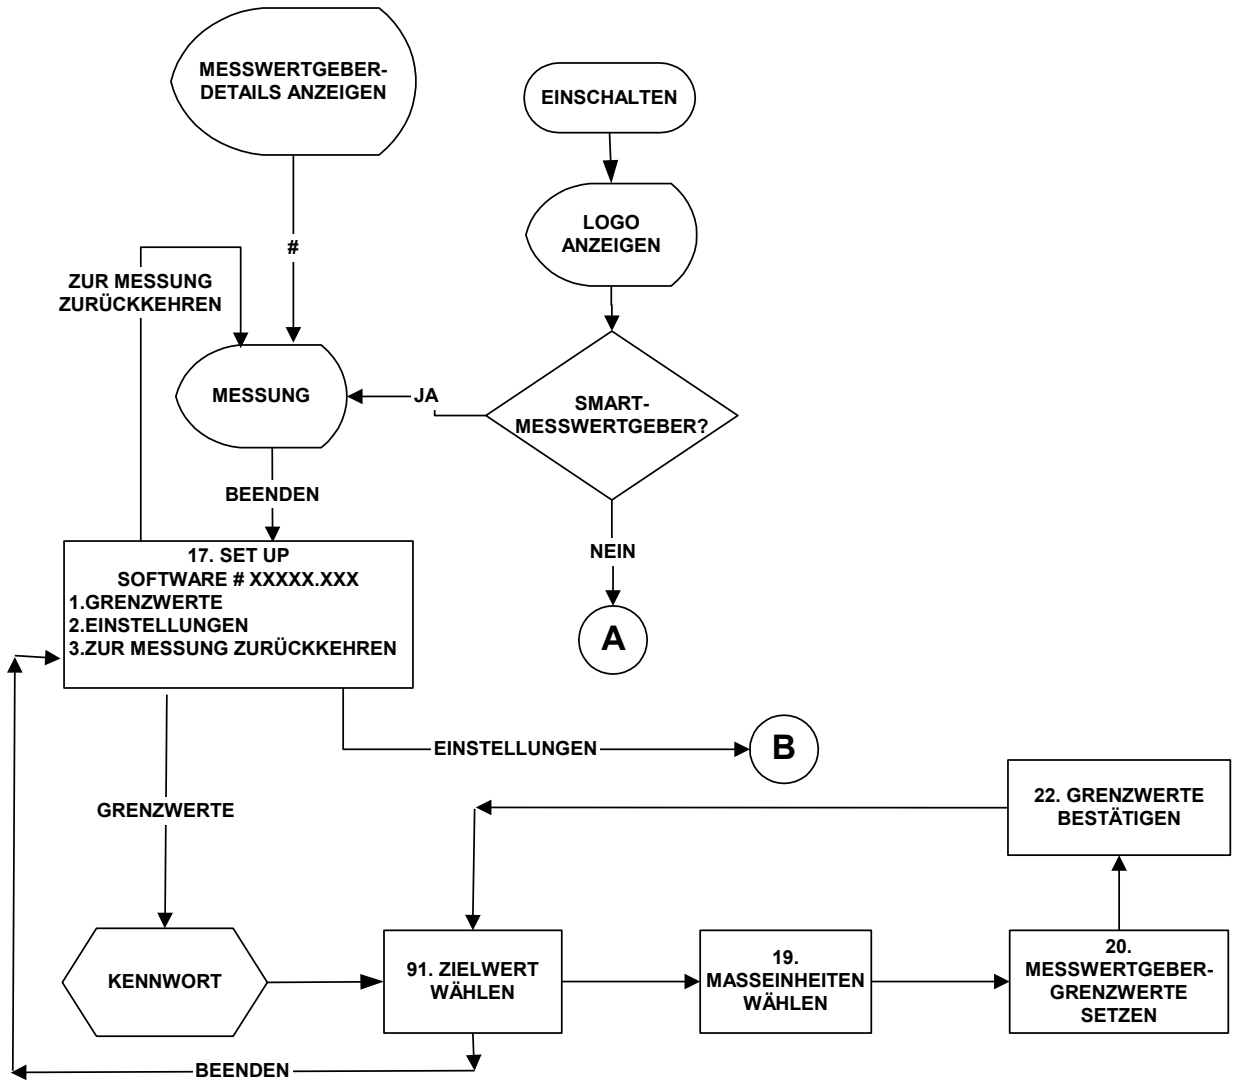 MESSWERTGEBER-
DETAILS ANZEIGEN
EINSCHALTEN
LOGO
ANZEIGEN
#
ZUR MESSUNG
ZURÜCKKEHREN
MESSUNG
JA
SMART-
MESSWERTGEBER?
BEENDEN
NEIN
17. SET UP
SOFTWARE # XXXXX.XXX
1.GRENZWERTE
2.EINSTELLUNGEN
3.ZUR MESSUNG ZURÜCKKEHREN
A
EINSTELLUNGEN
B
GRENZWERTE
22. GRENZWERTE
BESTÄTIGEN
KENNWORT
91. ZIELWERT
WÄHLEN
19.
MASSEINHEITEN
WÄHLEN
20.
MESSWERTGEBER-
GRENZWERTE
SETZEN
BEENDEN